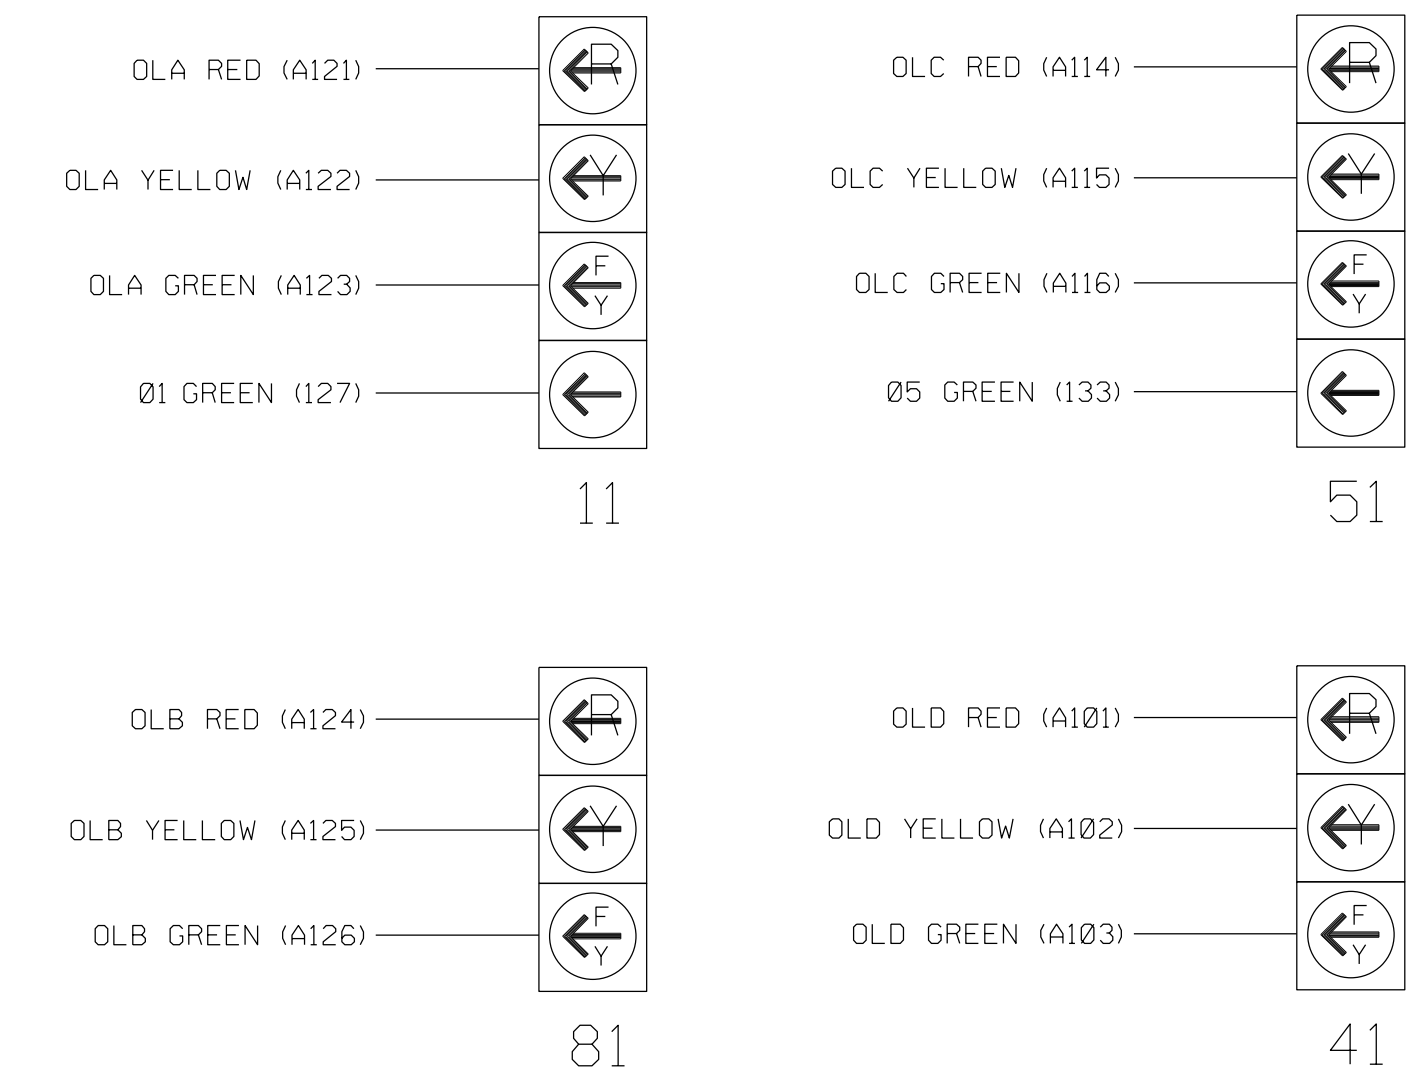 OLA RED (A121)
R
OLA YELLOW (A122)
Y
OLA GREEN (A123)
F
Y
Ø1 GREEN (127)
11
OLC RED (A114)
R
OLC YELLOW (A115)
Y
OLC GREEN (A116)
F
Y
Ø5 GREEN (133)
51
OLB RED (A124)
R
OLB YELLOW (A125)
Y
OLB GREEN (A126)
F
Y
81
OLD RED (A1Ø1)
R
OLD YELLOW (A1Ø2)
Y
OLD GREEN (A1Ø3)
F
Y
41